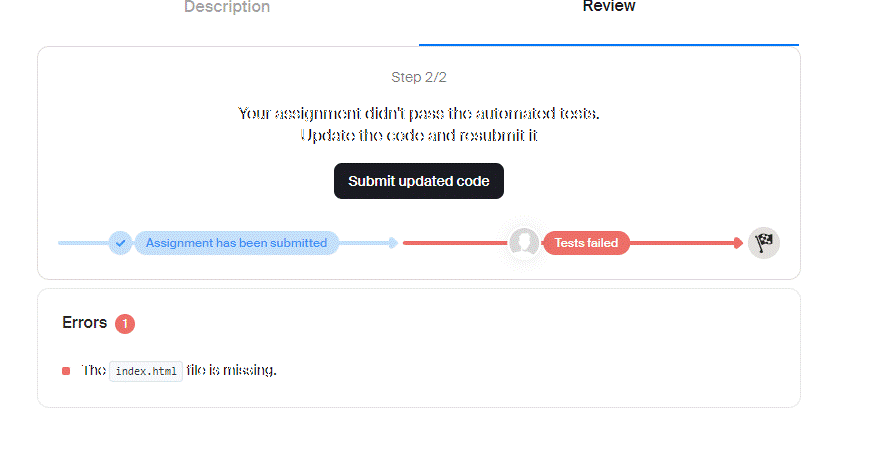 Description
Review
Step 2/2
Your assignment didn't pass the automated tests.
Update the code and resubmit it
Submit updated code
Assignment has been submitted
Tests failed
Errors 1
The index.html file is missing.